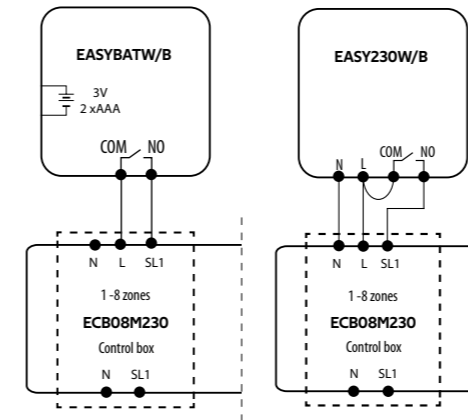 EASYBATW/B
3V
2 xAAA
COM NO
N L SL1
1 -8 zones
ECB08M230
Control box
N SL1
EASY230W/B
N L COM NO
N L SL1
1 -8 zones
ECB08M230
Control box
N SL1